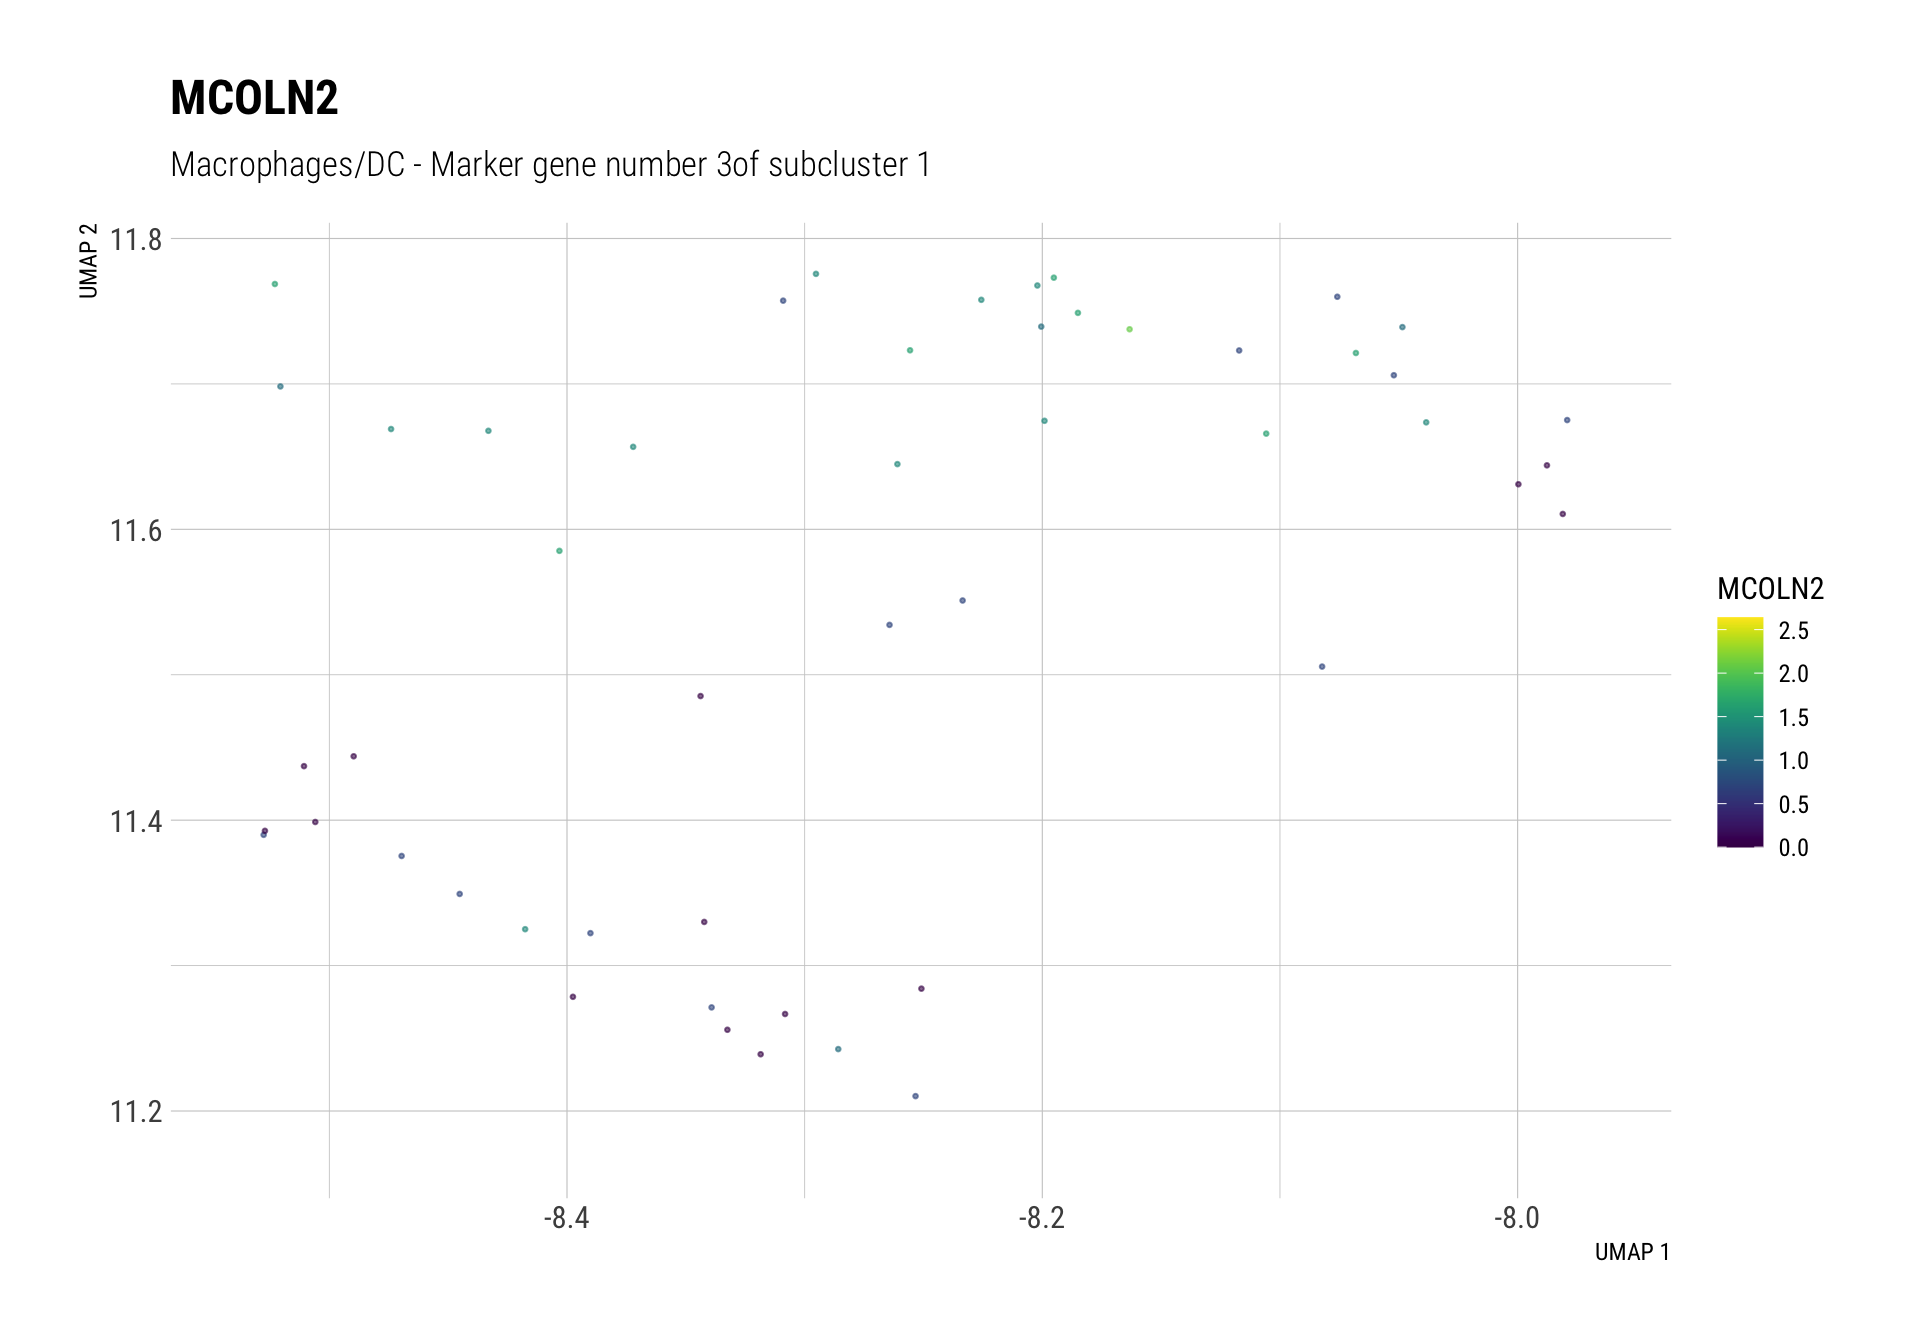 MCOLN2
Macrophages/DC - Marker gene number 3of subcluster 1
UMAP 2
11.8
11.6
11.4
11.2
-8.4
-8.2
-8.0
UMAP 1
MCOLN2
2.5
2.0
1.5
1.0
0.5
0.0